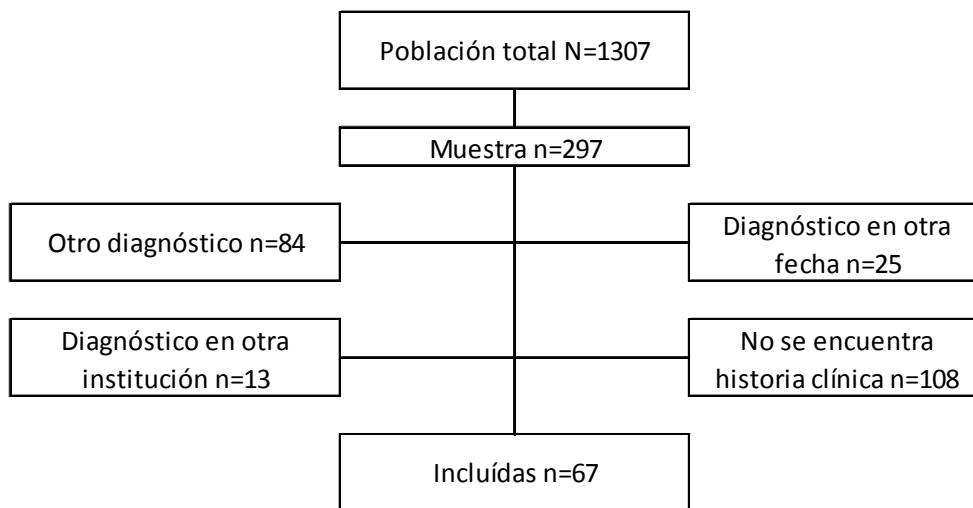 Población total N=1307
Muestra n=297
Otro diagnóstico n=84
Diagnóstico en otra
fecha n=25
Diagnóstico en otra
institución n=13
No se encuentra
historia clínica n=108
Incluídas n=67